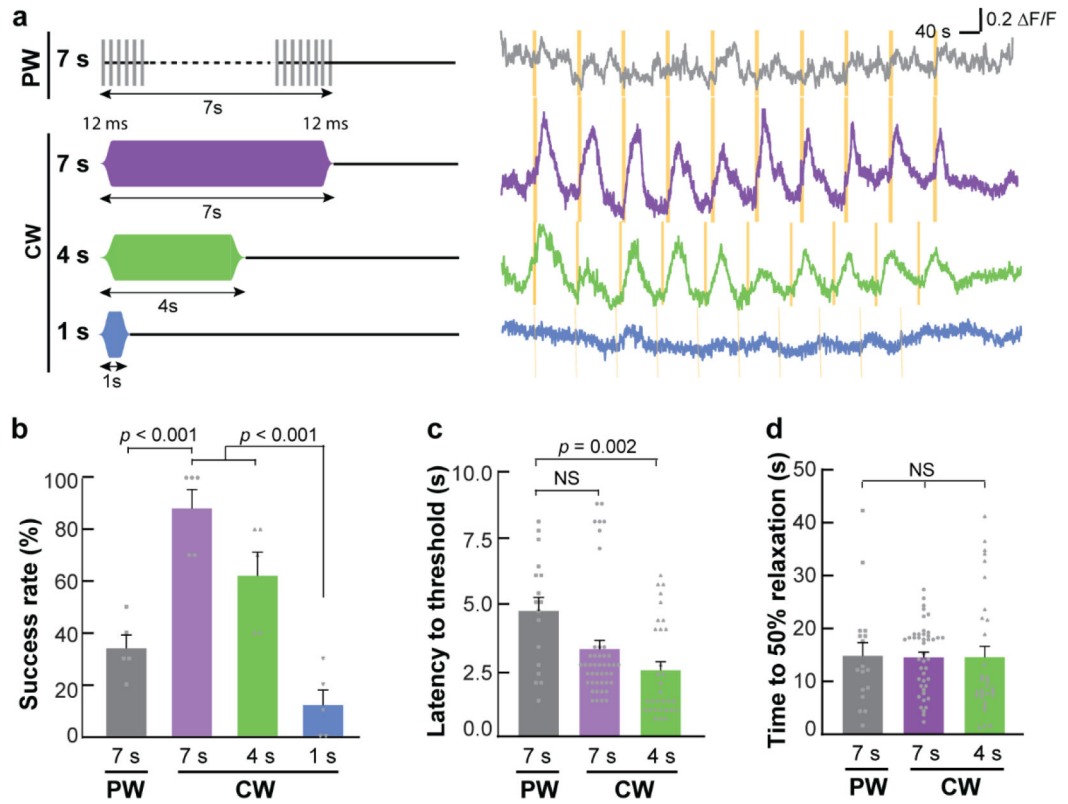 a
PW
7 s
7s
12 ms 12 ms
CW
7 s
7s
4 s
4s
1 s
1s
40 s
0.2 ΔF/F
b
p < 0.001 p < 0.001
Success rate (%)
100
80
60
40
20
0
7 s 7 s 4 s 1 s
PW CW
c
p = 0.002
NS
Latency to threshold (s)
10.0
7.5
5.0
2.5
0.0
7 s 7 s 4 s
PW CW
d
NS
Time to 50% relaxation (s)
50
40
30
20
10
0
7 s 7 s 4 s
PW CW